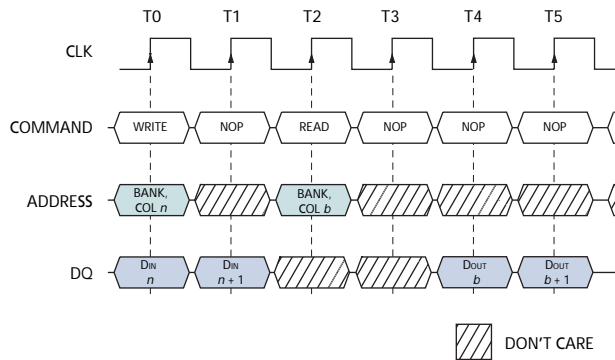 T0 T1 T2 T3 T4 T5
CLK
COMMAND WRITE NOP READ NOP NOP NOP
ADDRESS BANK, COL n BANK, COL b
DQ DIN n DIN n + 1 DOUT b DOUT b + 1
DON'T CARE